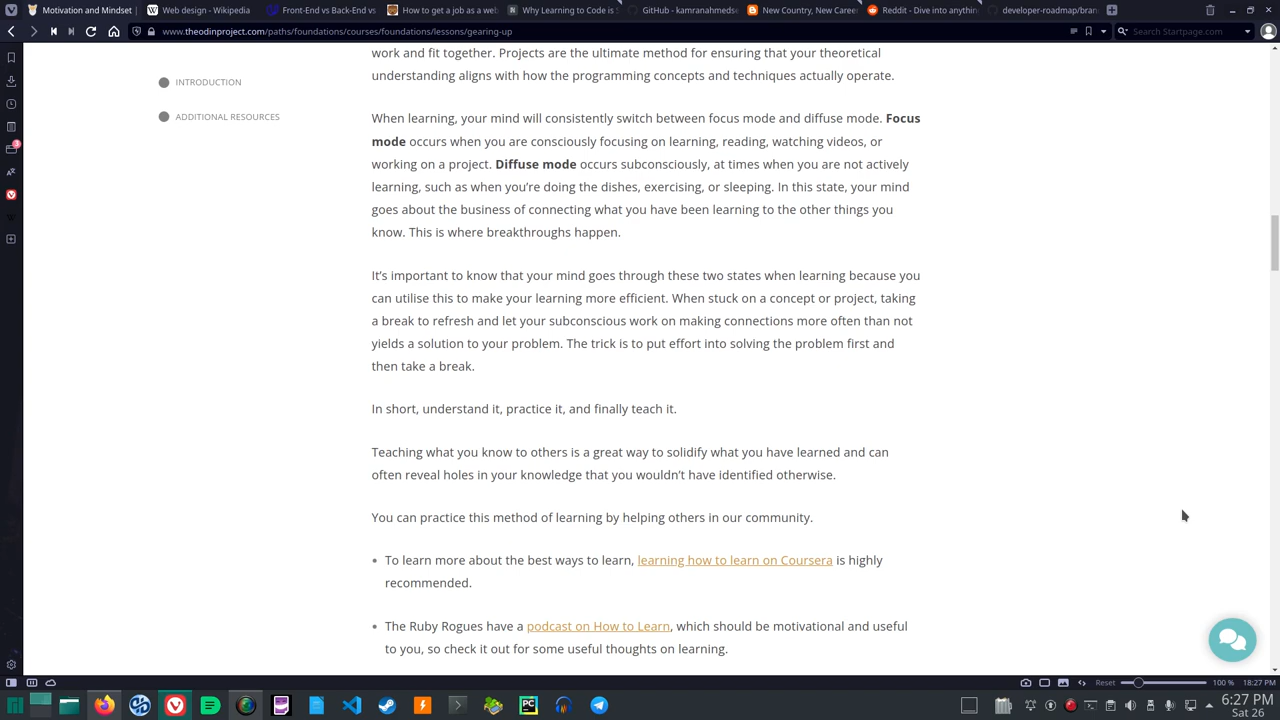 Motivation and Mindset |
Web design - Wikipedia
Front-End vs Back-End vs
How to get a job as a web
Why Learning to Code is S
GitHub - kamranahmedse
New Country, New Career
Reddit - Dive into anythin
developer-roadmap/bran
www.theodinproject.com/paths/foundations/courses/foundations/lessons/gearing-up
Search Startpage.com
3
INTRODUCTION
ADDITIONAL RESOURCES
work and fit together. Projects are the ultimate method for ensuring that your theoretical
understanding aligns with how the programming concepts and techniques actually operate.
When learning, your mind will consistently switch between focus mode and diffuse mode. Focus
mode occurs when you are consciously focusing on learning, reading, watching videos, or
working on a project. Diffuse mode occurs subconsciously, at times when you are not actively
learning, such as when you’re doing the dishes, exercising, or sleeping. In this state, your mind
goes about the business of connecting what you have been learning to the other things you
know. This is where breakthroughs happen.
It’s important to know that your mind goes through these two states when learning because you
can utilise this to make your learning more efficient. When stuck on a concept or project, taking
a break to refresh and let your subconscious work on making connections more often than not
yields a solution to your problem. The trick is to put effort into solving the problem first and
then take a break.
In short, understand it, practice it, and finally teach it.
Teaching what you know to others is a great way to solidify what you have learned and can
often reveal holes in your knowledge that you wouldn’t have identified otherwise.
You can practice this method of learning by helping others in our community.
To learn more about the best ways to learn, learning how to learn on Coursera is highly
recommended.
The Ruby Rogues have a podcast on How to Learn, which should be motivational and useful
to you, so check it out for some useful thoughts on learning.
Reset
100 %
18:27 PM
6:27 PM
Sat 26